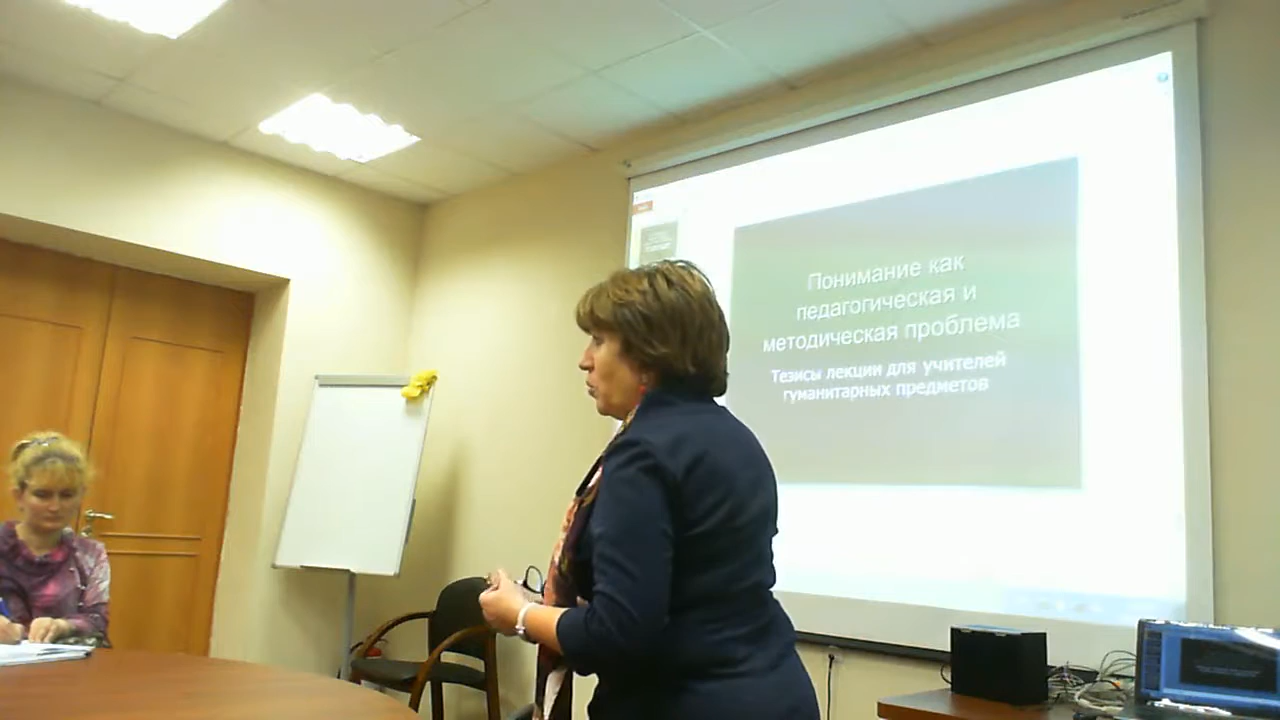 Понимание как
педагогическая и
методическая проблема
Тезисы лекции для учителей
гуманитарных предметов